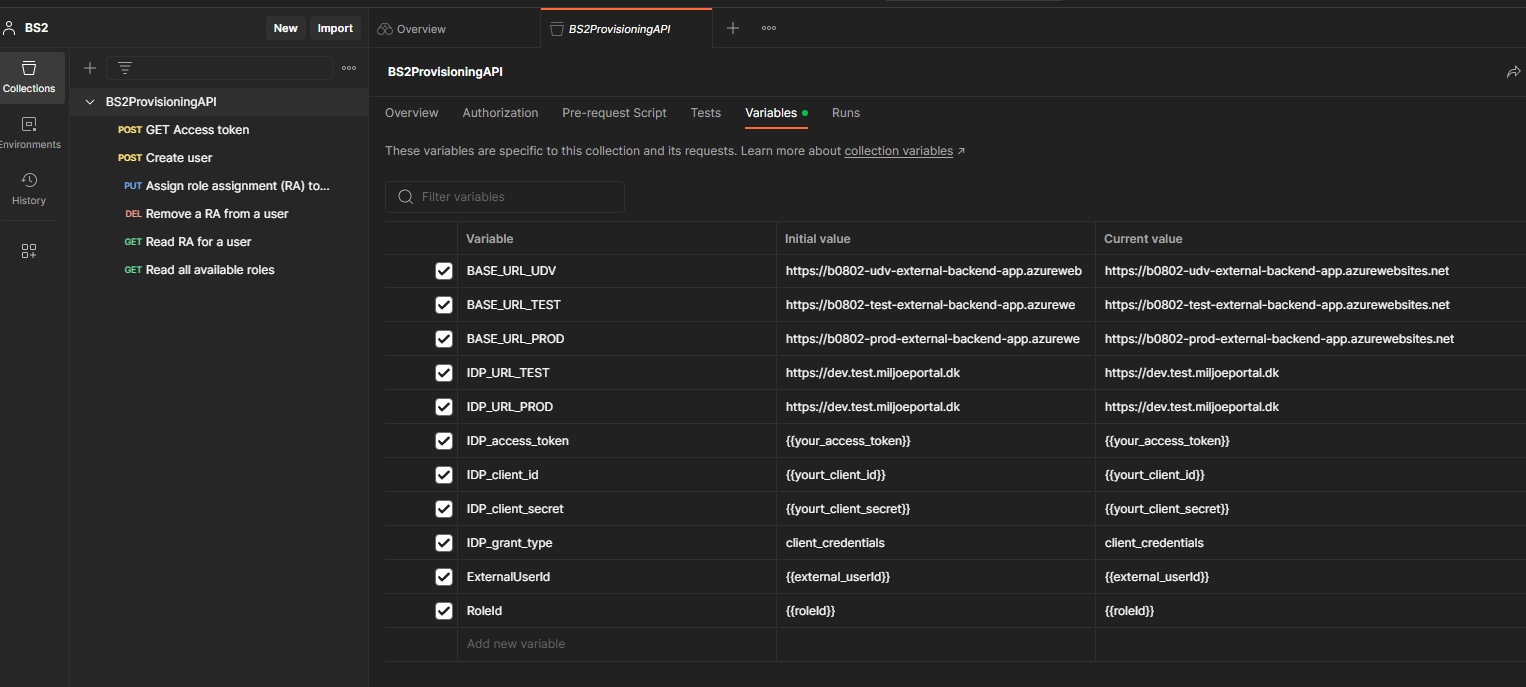 BS2
New
Import
Overview
BS2ProvisioningAPI
Collections
Environments
History
BS2ProvisioningAPI
POST GET Access token
POST Create user
PUT Assign role assignment (RA) to...
DEL Remove a RA from a user
GET Read RA for a user
GET Read all available roles
BS2ProvisioningAPI
Overview Authorization Pre-request Script Tests Variables Runs
These variables are specific to this collection and its requests. Learn more about collection variables ↗
Filter variables
Variable Initial value Current value
BASE_URL_UDV https://b0802-udv-external-backend-app.azureweb https://b0802-udv-external-backend-app.azurewebsites.net
BASE_URL_TEST https://b0802-test-external-backend-app.azurewe https://b0802-test-external-backend-app.azurewebsites.net
BASE_URL_PROD https://b0802-prod-external-backend-app.azurewe https://b0802-prod-external-backend-app.azurewebsites.net
IDP_URL_TEST https://dev.test.miljoeportal.dk https://dev.test.miljoeportal.dk
IDP_URL_PROD https://dev.test.miljoeportal.dk https://dev.test.miljoeportal.dk
IDP_access_token {{your_access_token}} {{your_access_token}}
IDP_client_id {{yourt_client_id}} {{yourt_client_id}}
IDP_client_secret {{yourt_client_secret}} {{yourt_client_secret}}
IDP_grant_type client_credentials client_credentials
ExternalUserId {{external_userId}} {{external_userId}}
RoleId {{roleId}} {{roleId}}
Add new variable